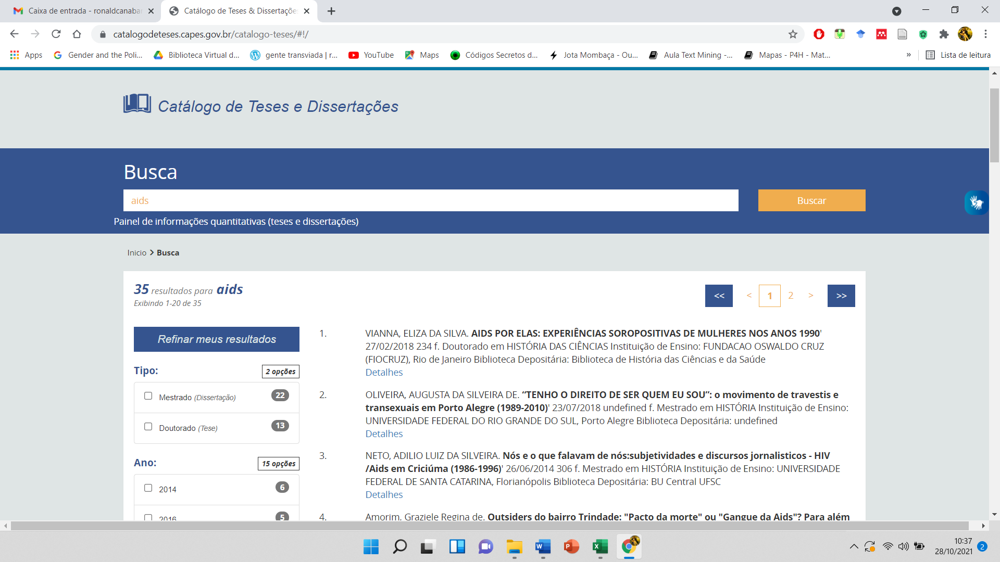 Caixa de entrada - ronaldcanabar
Catálogo de Teses & Dissertaçõe
catalogodeteses.capes.gov.br/catalogo-teses/#!/
Apps
Gender and the Poli...
Biblioteca Virtual d...
gente transviada | r...
YouTube
Maps
Códigos Secretos d...
Jota Mombaça - Ou...
Aula Text Mining -...
Mapas - P4H - Mat...
»
Lista de leitura
Catálogo de Teses e Dissertações
Busca
aids
Buscar
Painel de informações quantitativas (teses e dissertações)
Inicio > Busca
35 resultados para aids
Exibindo 1-20 de 35
<< < 1 2 > >>
Refinar meus resultados
Tipo: 2 opções
Mestrado (Dissertação) 22
Doutorado (Tese) 13
Ano: 15 opções
2014 6
2016 5
1. VIANNA, ELIZA DA SILVA. AIDS POR ELAS: EXPERIÊNCIAS SOROPOSITIVAS DE MULHERES NOS ANOS 1990'
27/02/2018 234 f. Doutorado em HISTÓRIA DAS CIÊNCIAS Instituição de Ensino: FUNDACAO OSWALDO CRUZ
(FIOCRUZ), Rio de Janeiro Biblioteca Depositária: Biblioteca de História das Ciências e da Saúde
Detalhes
2. OLIVEIRA, AUGUSTA DA SILVEIRA DE. “TENHO O DIREITO DE SER QUEM EU SOU”: o movimento de travestis e
transexuais em Porto Alegre (1989-2010)' 23/07/2018 undefined f. Mestrado em HISTÓRIA Instituição de Ensino:
UNIVERSIDADE FEDERAL DO RIO GRANDE DO SUL, Porto Alegre Biblioteca Depositária: undefined
Detalhes
3. NETO, ADILIO LUIZ DA SILVEIRA. Nós e o que falavam de nós:subjetividades e discursos jornalisticos - HIV
/Aids em Criciúma (1986-1996)' 26/06/2014 306 f. Mestrado em HISTÓRIA Instituição de Ensino: UNIVERSIDADE
FEDERAL DE SANTA CATARINA, Florianópolis Biblioteca Depositária: BU Central UFSC
Detalhes
4. Amorim, Graziele Regina de. Outsiders do bairro Trindade: "Pacto da morte" ou "Gangue da Aids"? Para além
10:37
28/10/2021
2